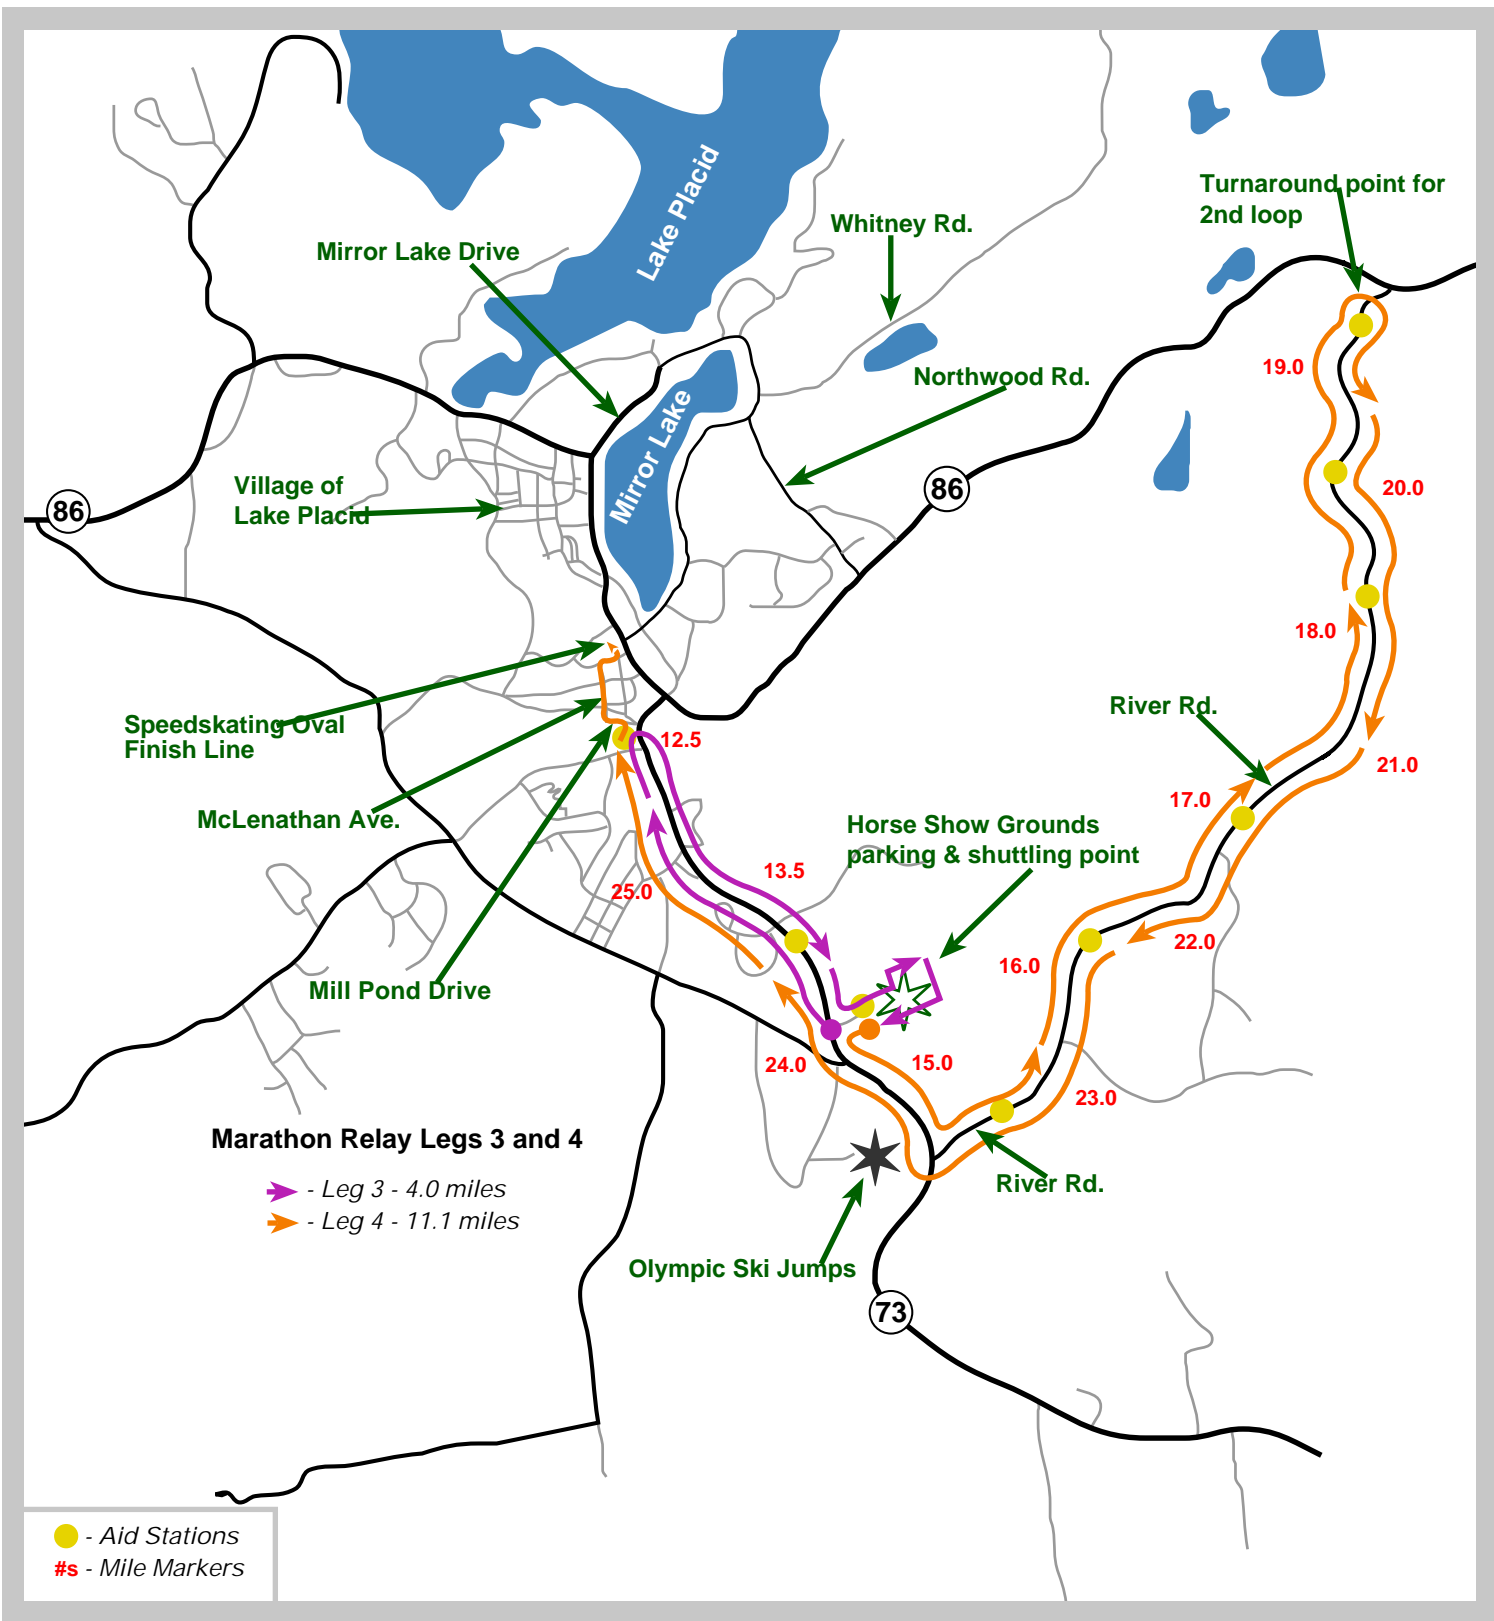 Turnaround point for
2nd loop
Whitney Rd.
Lake Placid
Mirror Lake Drive
19.0
Northwood Rd.
Mirror Lake
Village of
Lake Placid
86
86
20.0
18.0
River Rd.
Speedskating Oval
Finish Line
12.5
21.0
17.0
McLenathan Ave.
Horse Show Grounds
parking & shuttling point
13.5
25.0
22.0
16.0
Mill Pond Drive
24.0
15.0
23.0
Marathon Relay Legs 3 and 4
- Leg 3 - 4.0 miles
- Leg 4 - 11.1 miles
River Rd.
Olympic Ski Jumps
73
- Aid Stations
#s - Mile Markers